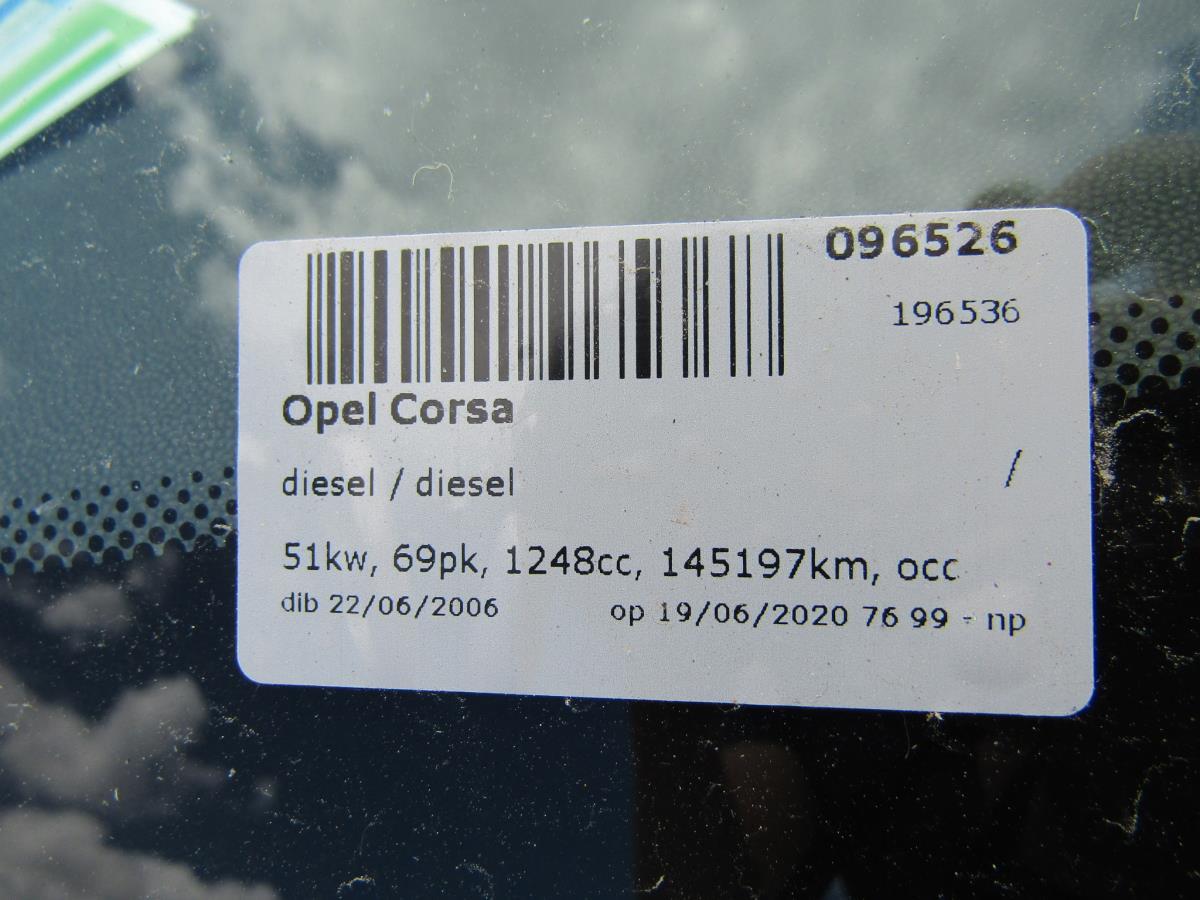 096526
196536
Opel Corsa
diesel / diesel /
51kw, 69pk, 1248cc, 145197km, occ
dib 22/06/2006 op 19/06/2020 76 99 - np